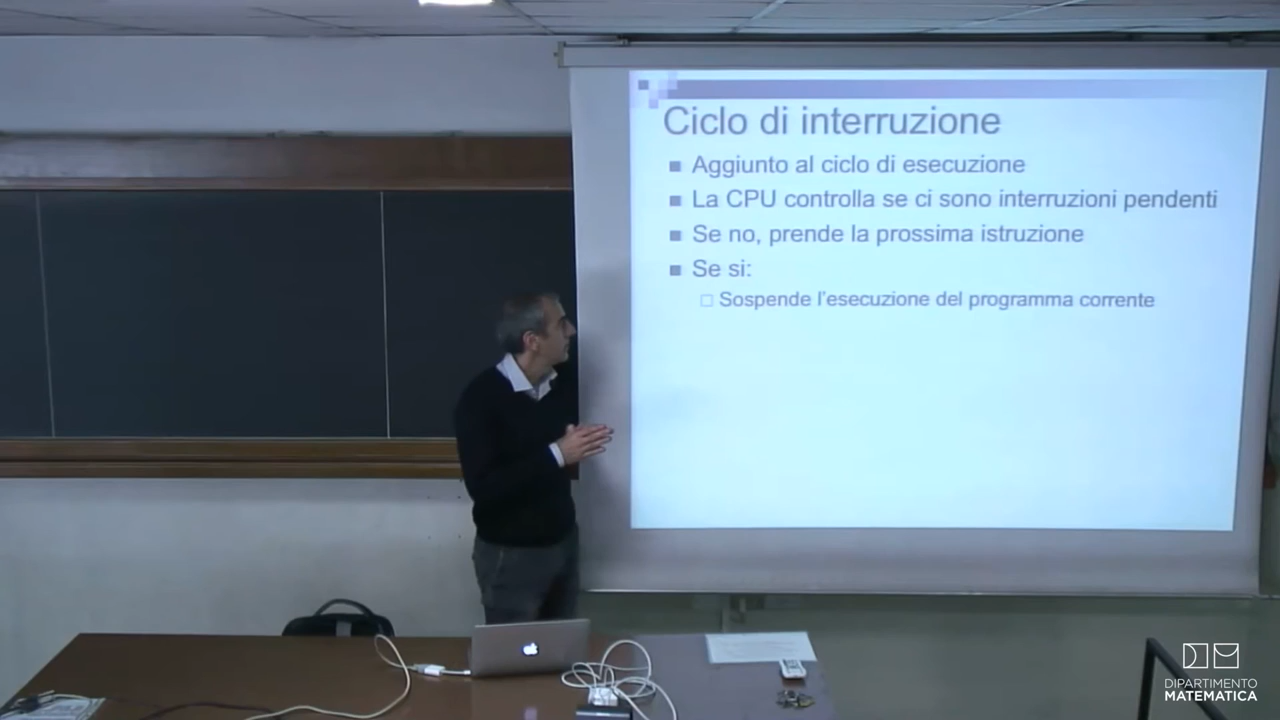 Ciclo di interruzione
Aggiunto al ciclo di esecuzione
La CPU controlla se ci sono interruzioni pendenti
Se no, prende la prossima istruzione
Se si:
Sospende l'esecuzione del programma corrente
DIPARTIMENTO
MATEMATICA